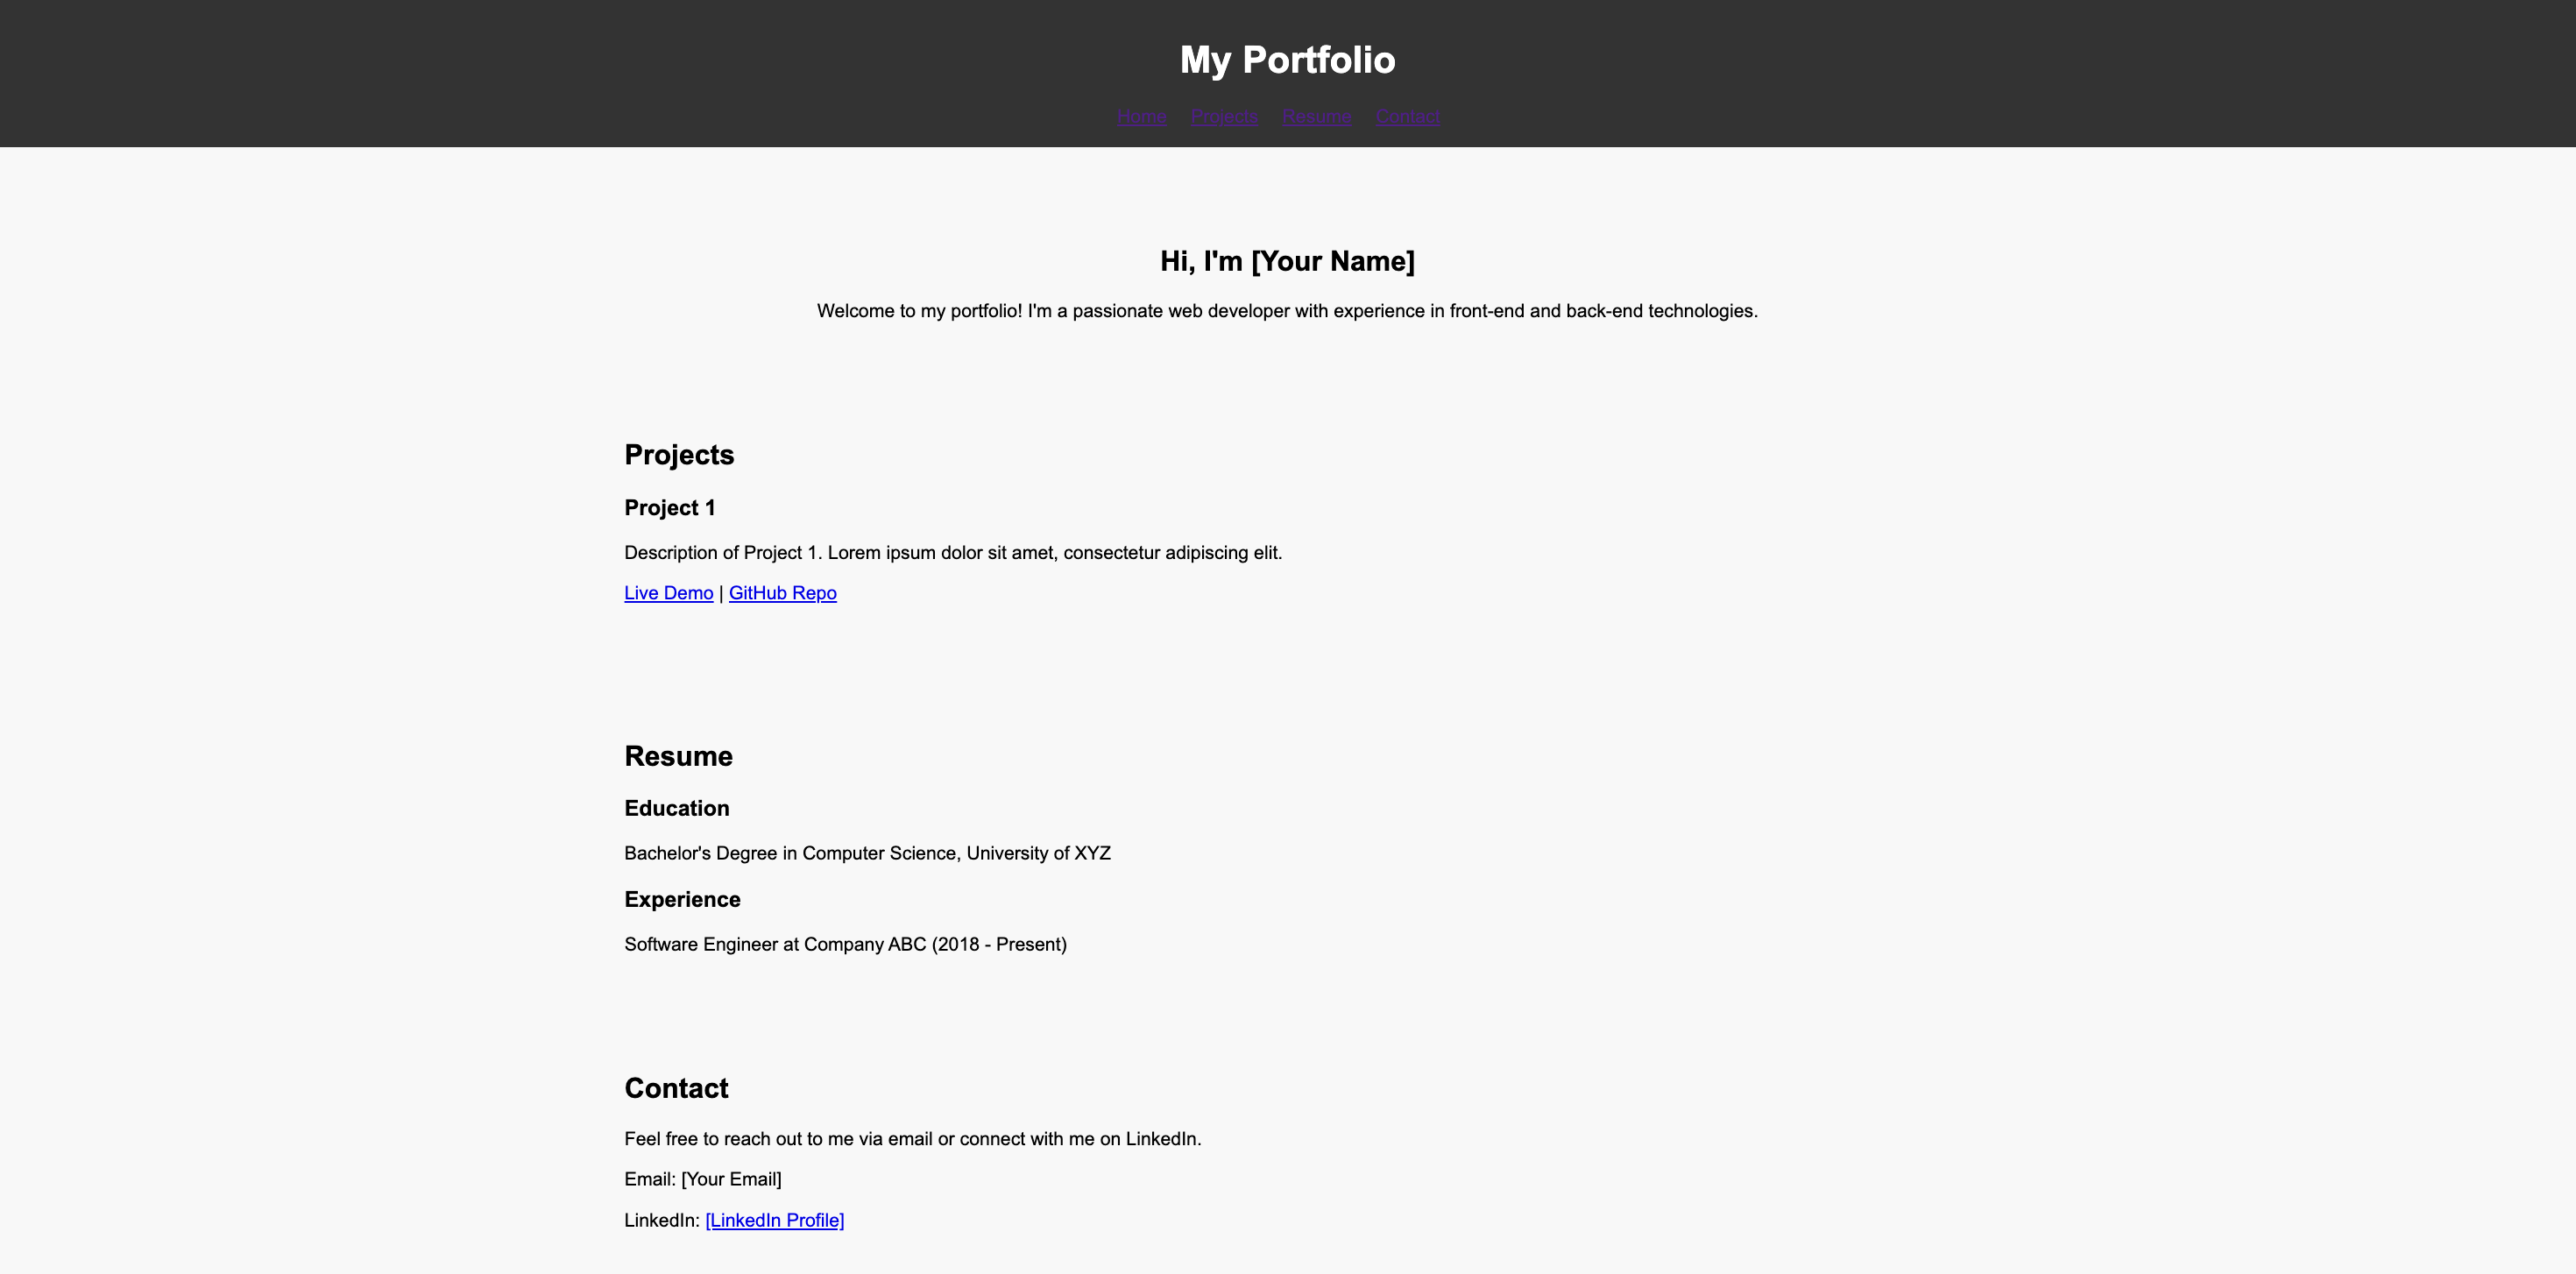 My Portfolio
Home Projects Resume Contact
Hi, I'm [Your Name]
Welcome to my portfolio! I'm a passionate web developer with experience in front-end and back-end technologies.
Projects
Project 1
Description of Project 1. Lorem ipsum dolor sit amet, consectetur adipiscing elit.
Live Demo | GitHub Repo
Resume
Education
Bachelor's Degree in Computer Science, University of XYZ
Experience
Software Engineer at Company ABC (2018 - Present)
Contact
Feel free to reach out to me via email or connect with me on LinkedIn.
Email: [Your Email]
LinkedIn: [LinkedIn Profile]